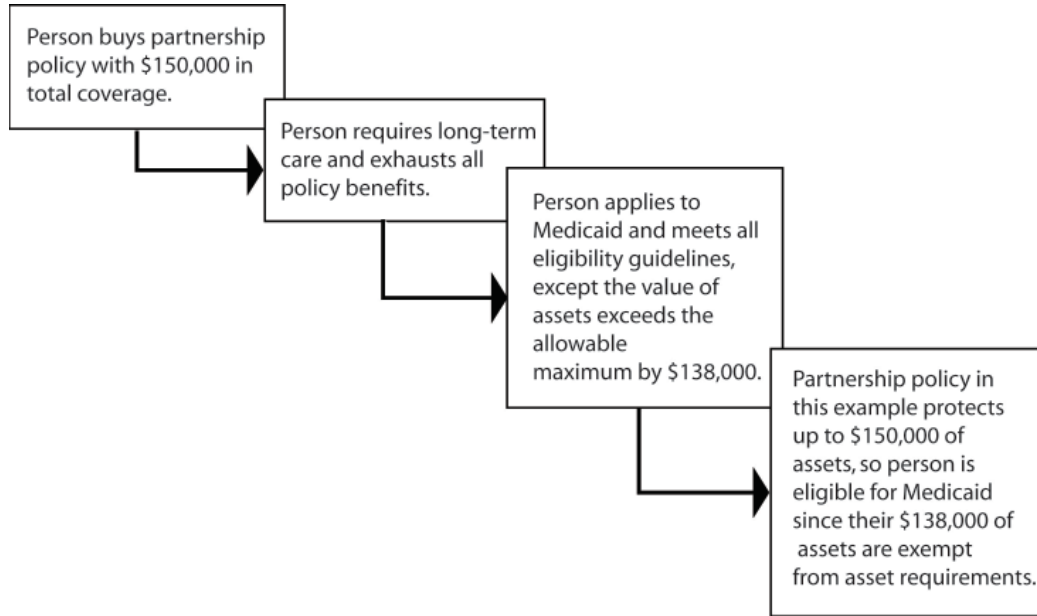 Person buys partnership
policy with $150,000 in
total coverage.
Person requires long-term
care and exhausts all
policy benefits.
Person applies to
Medicaid and meets all
eligibility guidelines,
except the value of
assets exceeds the
allowable
maximum by $138,000.
Partnership policy in
this example protects
up to $150,000 of
assets, so person is
eligible for Medicaid
since their $138,000 of
assets are exempt
from asset requirements.